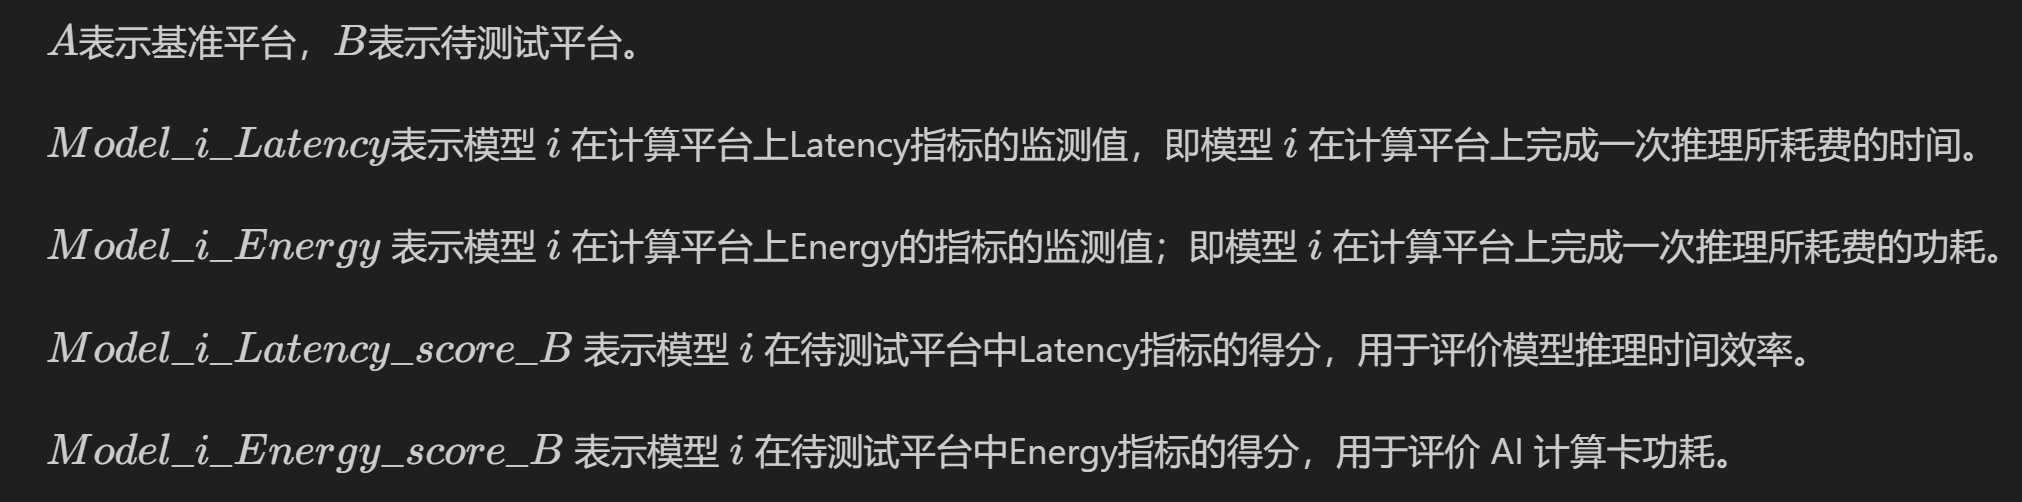 A表示基准平台，B表示待测试平台。
Model_i_Latency表示模型 i 在计算平台上Latency指标的监测值，即模型 i 在计算平台上完成一次推理所耗费的时间。
Model_i_Energy 表示模型 i 在计算平台上Energy的指标的监测值；即模型 i 在计算平台上完成一次推理所耗费的功耗。
Model_i_Latency_score_B 表示模型 i 在待测试平台中Latency指标的得分，用于评价模型推理时间效率。
Model_i_Energy_score_B 表示模型 i 在待测试平台中Energy指标的得分，用于评价 AI 计算卡功耗。